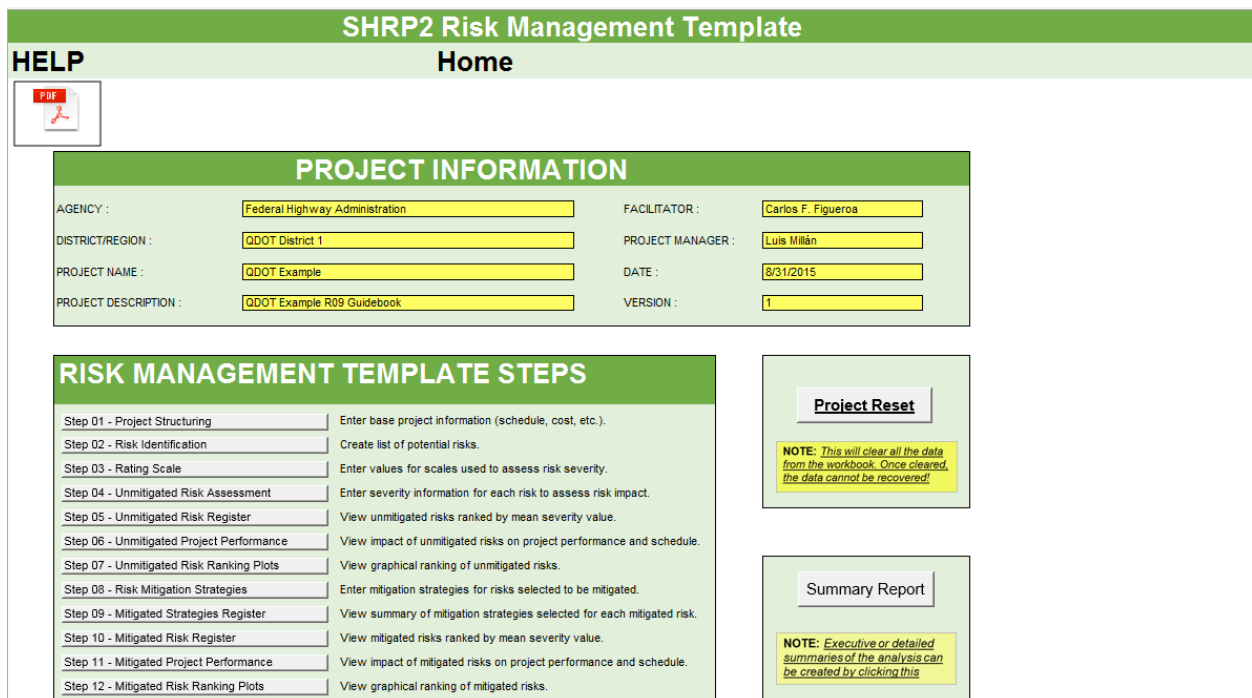 SHRP2 Risk Management Template
HELP
Home
PDF
PROJECT INFORMATION
AGENCY :
Federal Highway Administration
FACILITATOR :
Carlos F. Figueroa
DISTRICT/REGION :
QDOT District 1
PROJECT MANAGER :
Luis Millán
PROJECT NAME :
QDOT Example
DATE :
8/31/2015
PROJECT DESCRIPTION :
QDOT Example R09 Guidebook
VERSION :
1
RISK MANAGEMENT TEMPLATE STEPS
Step 01 - Project Structuring
Enter base project information (schedule, cost, etc.).
Step 02 - Risk Identification
Create list of potential risks.
Step 03 - Rating Scale
Enter values for scales used to assess risk severity.
Step 04 - Unmitigated Risk Assessment
Enter severity information for each risk to assess risk impact.
Step 05 - Unmitigated Risk Register
View unmitigated risks ranked by mean severity value.
Step 06 - Unmitigated Project Performance
View impact of unmitigated risks on project performance and schedule.
Step 07 - Unmitigated Risk Ranking Plots
View graphical ranking of unmitigated risks.
Step 08 - Risk Mitigation Strategies
Enter mitigation strategies for risks selected to be mitigated.
Step 09 - Mitigated Strategies Register
View summary of mitigation strategies selected for each mitigated risk.
Step 10 - Mitigated Risk Register
View mitigated risks ranked by mean severity value.
Step 11 - Mitigated Project Performance
View impact of mitigated risks on project performance and schedule.
Step 12 - Mitigated Risk Ranking Plots
View graphical ranking of mitigated risks.
Project Reset
NOTE: This will clear all the data
from the workbook. Once cleared,
the data cannot be recovered!
Summary Report
NOTE: Executive or detailed
summaries of the analysis can
be created by clicking this